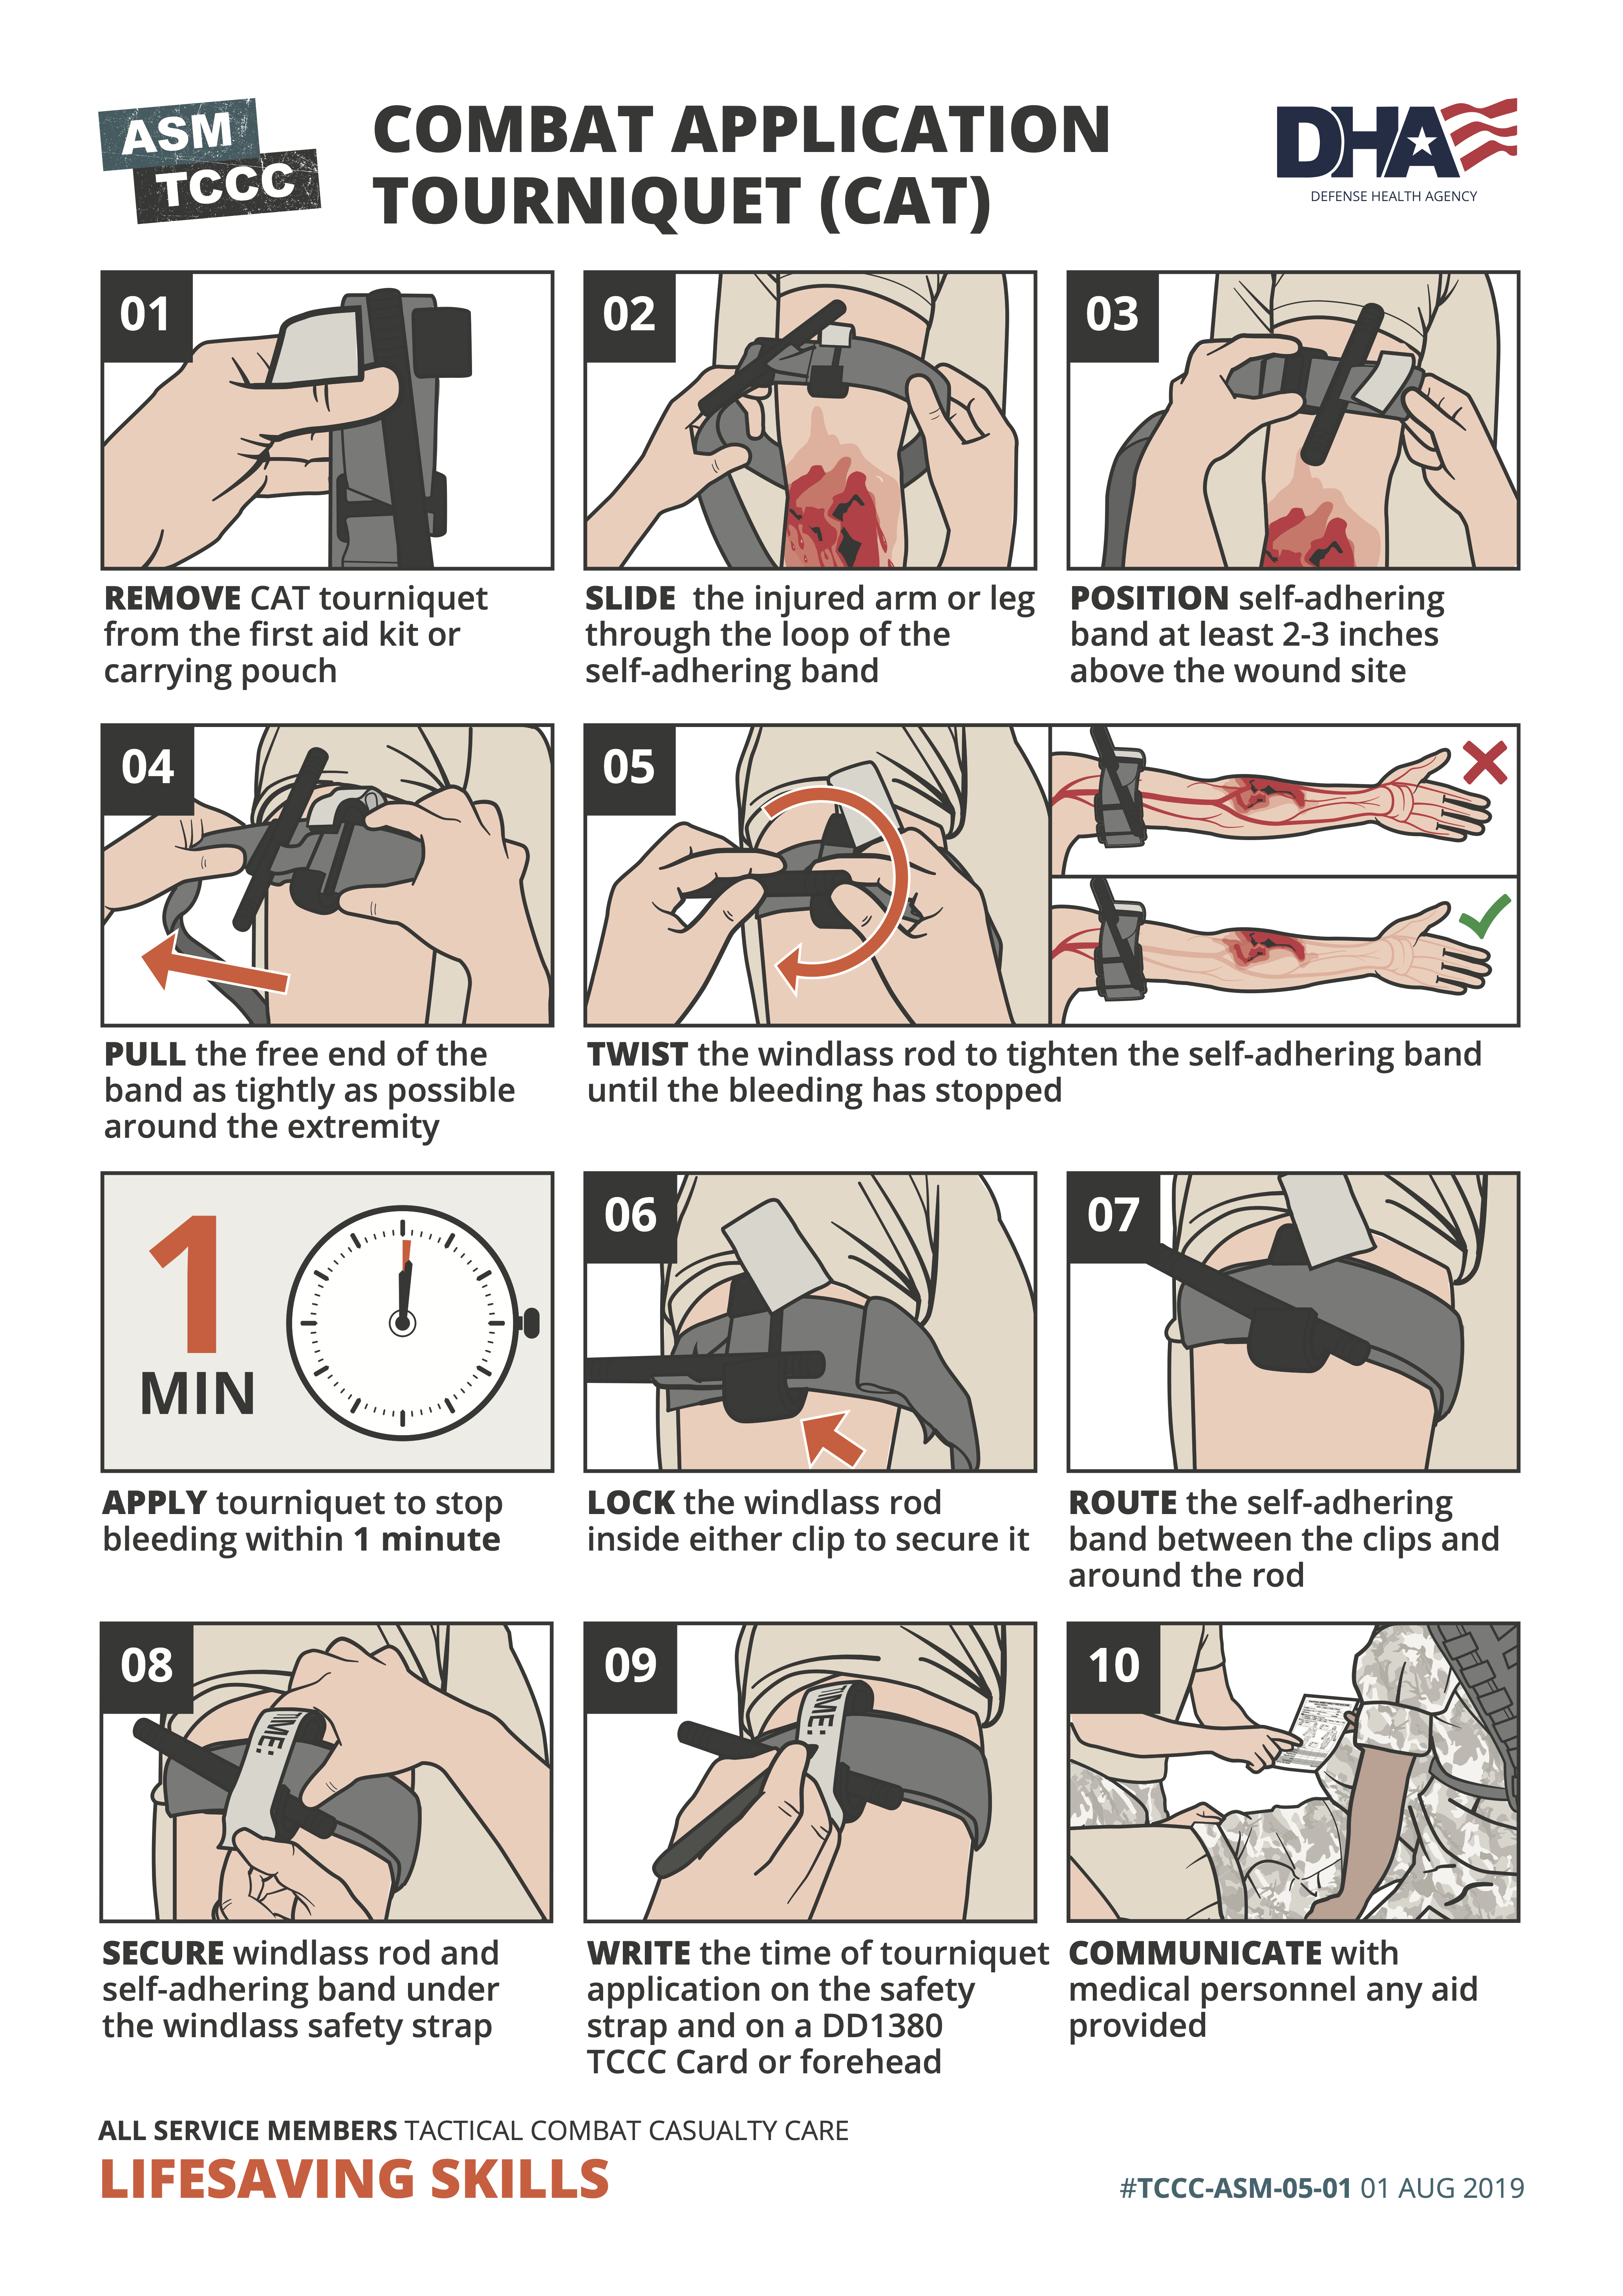 ASM
TCCC
COMBAT APPLICATION
TOURNIQUET (CAT)
DHA
DEFENSE HEALTH AGENCY
01
REMOVE CAT tourniquet
from the first aid kit or
carrying pouch
02
SLIDE the injured arm or leg
through the loop of the
self-adhering band
03
POSITION self-adhering
band at least 2-3 inches
above the wound site
04
PULL the free end of the
band as tightly as possible
around the extremity
05
TWIST the windlass rod to tighten the self-adhering band
until the bleeding has stopped
1
MIN
APPLY tourniquet to stop
bleeding within 1 minute
06
LOCK the windlass rod
inside either clip to secure it
07
ROUTE the self-adhering
band between the clips and
around the rod
08
TIME:
SECURE windlass rod and
self-adhering band under
the windlass safety strap
09
TIME:
WRITE the time of tourniquet
application on the safety
strap and on a DD1380
TCCC Card or forehead
10
COMMUNICATE with
medical personnel any aid
provided
ALL SERVICE MEMBERS TACTICAL COMBAT CASUALTY CARE
LIFESAVING SKILLS
#TCCC-ASM-05-01 01 AUG 2019